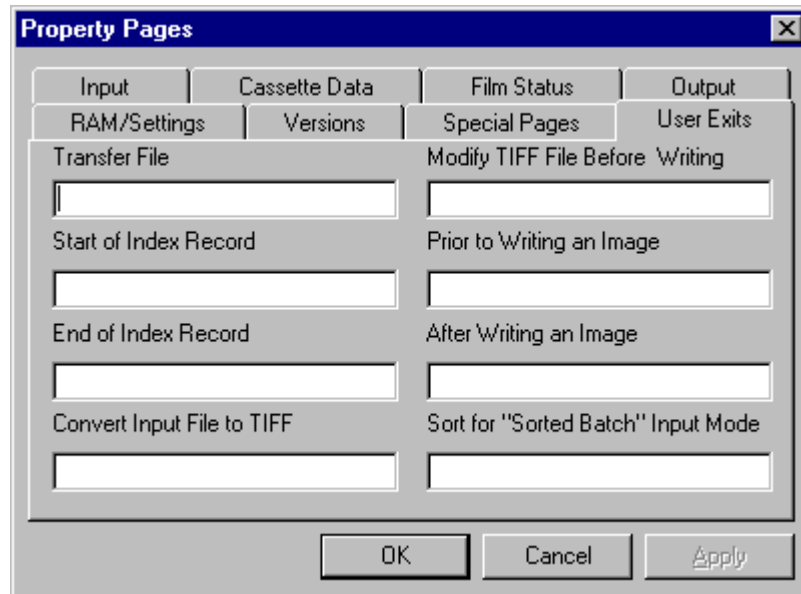 Property Pages
Input Cassette Data Film Status Output
RAM/Settings Versions Special Pages User Exits
Transfer File Modify TIFF File Before Writing
Start of Index Record Prior to Writing an Image
End of Index Record After Writing an Image
Convert Input File to TIFF Sort for "Sorted Batch" Input Mode
OK Cancel Apply